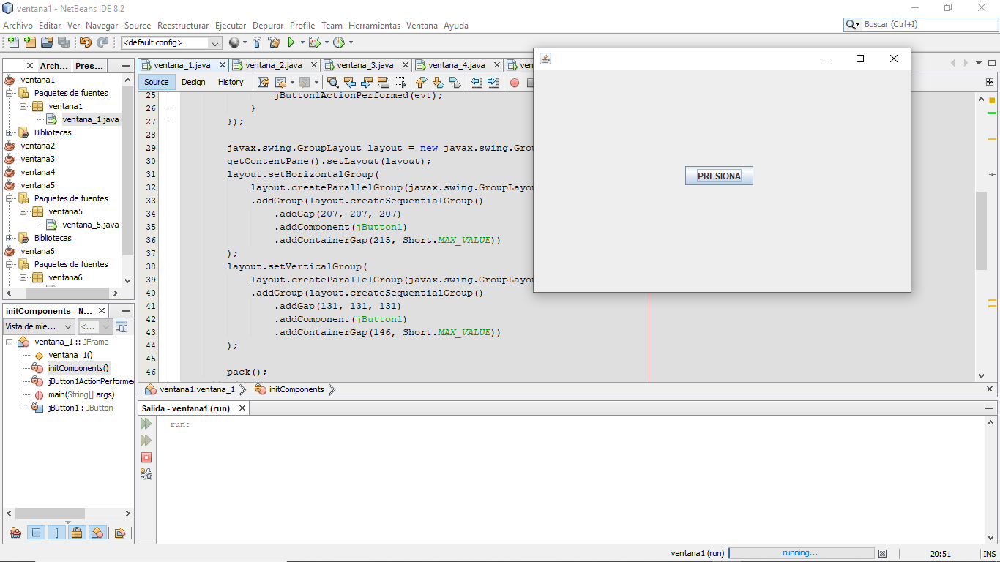 ventana1 - NetBeans IDE 8.2
Archivo Editar Ver Navegar Source Reestructurar Ejecutar Depurar Profile Team Herramientas Ventana Ayuda
Buscar (Ctrl+I)
<default config>
Arch... Pres...
ventana1
Paquetes de fuentes
ventana1
ventana_1.java
Bibliotecas
ventana2
ventana3
ventana4
ventana5
Paquetes de fuentes
ventana5
ventana_5.java
Bibliotecas
ventana6
Paquetes de fuentes
ventana6
initComponents - N...
Vista de mie... <...
ventana_1 :: JFrame
ventana_1()
initComponents()
jButton1ActionPerformed
main(String[] args)
jButton1 : JButton
ventana_1.java ventana_2.java ventana_3.java ventana_4.java ven
Source Design History
25 jButton1ActionPerformed(evt);
26 }
27 });
28
29 javax.swing.GroupLayout layout = new javax.swing.Grou
30 getContentPane().setLayout(layout);
31 layout.setHorizontalGroup(
32 layout.createParallelGroup(javax.swing.GroupLayou
33 .addGroup(layout.createSequentialGroup()
34 .addGap(207, 207, 207)
35 .addComponent(jButton1)
36 .addContainerGap(215, Short.MAX_VALUE))
37 );
38 layout.setVerticalGroup(
39 layout.createParallelGroup(javax.swing.GroupLayou
40 .addGroup(layout.createSequentialGroup()
41 .addGap(131, 131, 131)
42 .addComponent(jButton1)
43 .addContainerGap(146, Short.MAX_VALUE))
44 );
45
46 pack();
PRESIONA
ventana1.ventana_1 initComponents
Salida - ventana1 (run)
run:
ventana1 (run) running... 20:51 INS